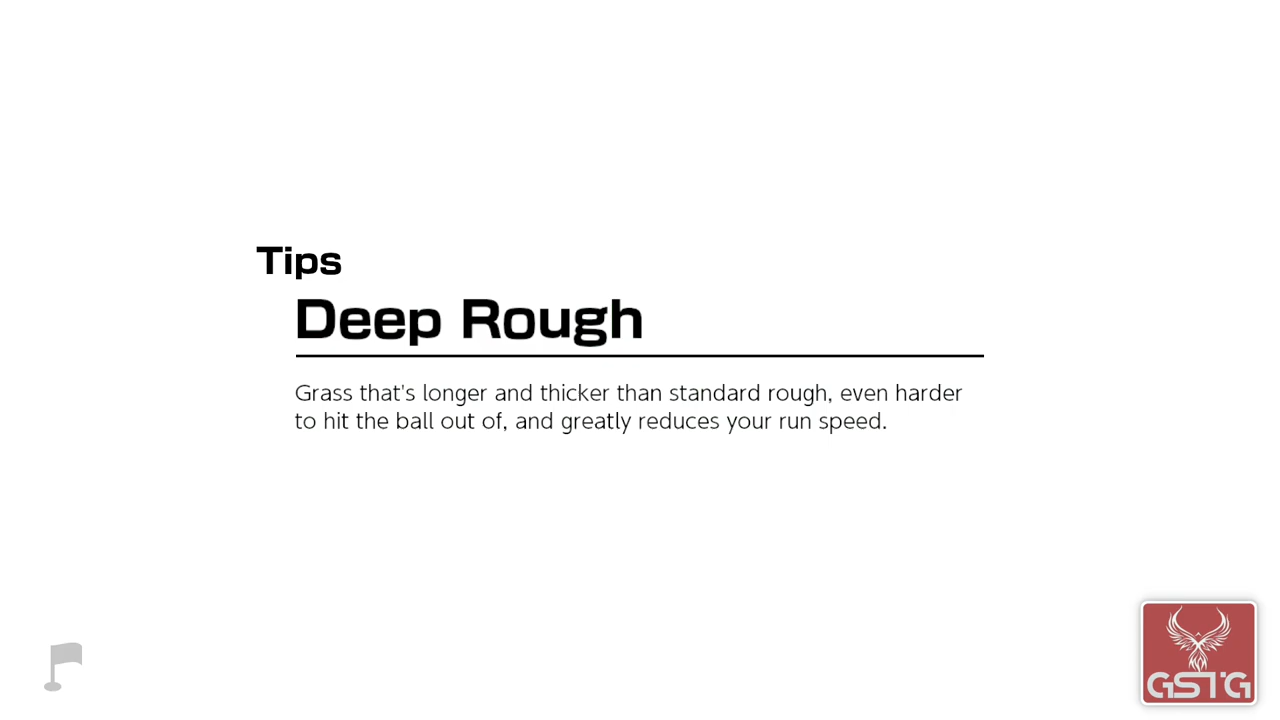 Tips
Deep Rough
Grass that's longer and thicker than standard rough, even harder
to hit the ball out of, and greatly reduces your run speed.
GSTG